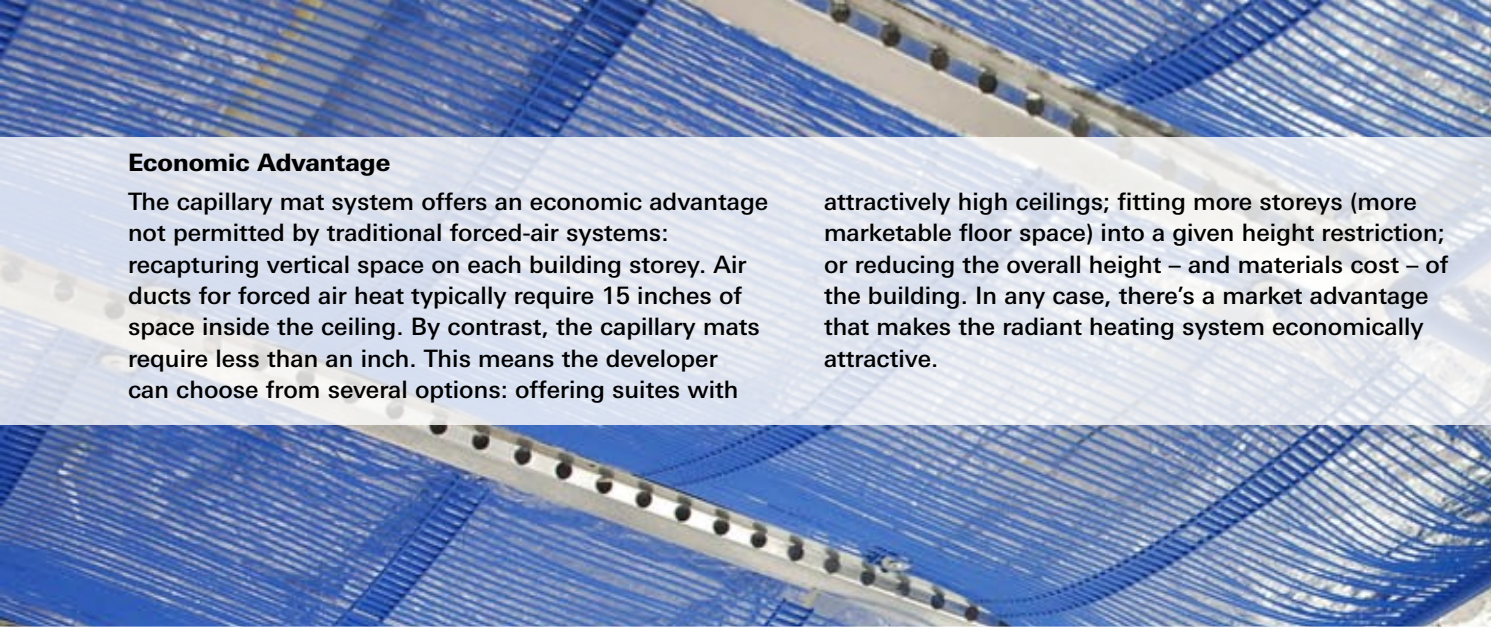 Economic Advantage
The capillary mat system offers an economic advantage
not permitted by traditional forced-air systems:
recapturing vertical space on each building storey. Air
ducts for forced air heat typically require 15 inches of
space inside the ceiling. By contrast, the capillary mats
require less than an inch. This means the developer
can choose from several options: offering suites with
attractively high ceilings; fitting more storeys (more
marketable floor space) into a given height restriction;
or reducing the overall height – and materials cost – of
the building. In any case, there’s a market advantage
that makes the radiant heating system economically
attractive.